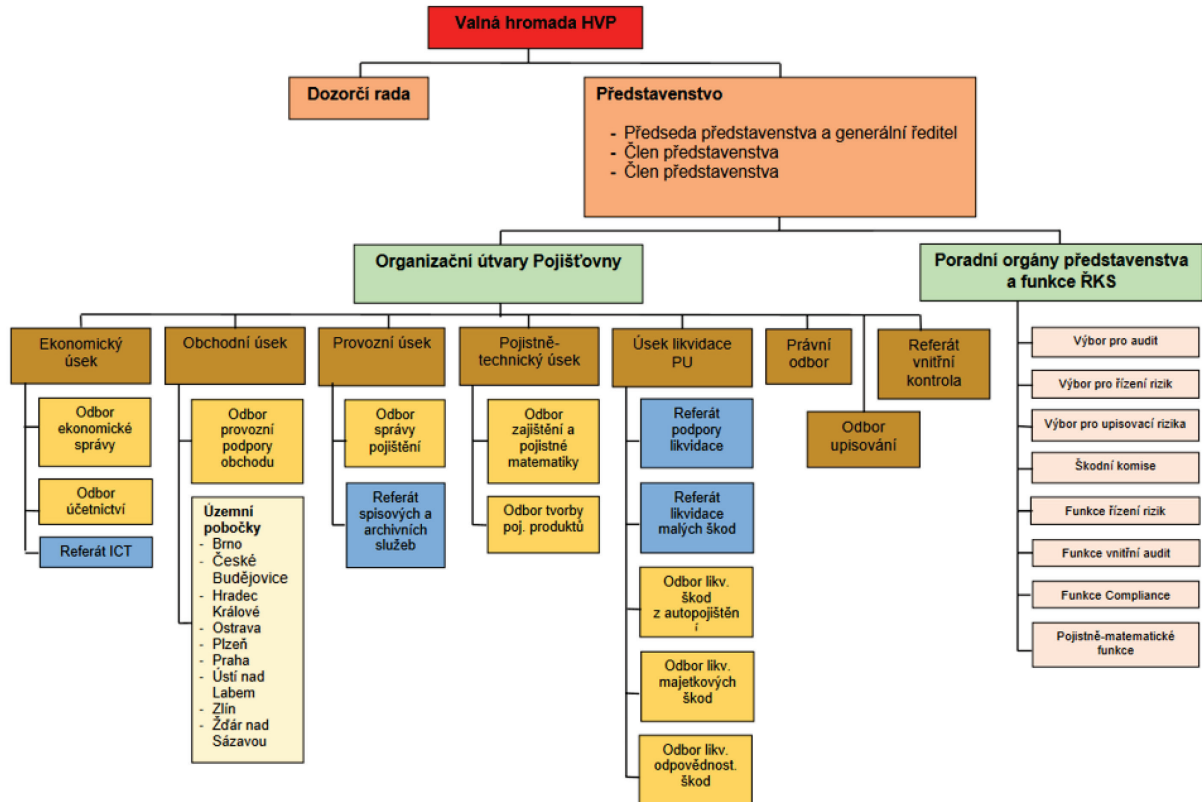 Valná hromada HVP
Dozorčí rada
Představenstvo
- Předseda představenstva a generální ředitel
- Člen představenstva
- Člen představenstva
Organizační útvary Pojišťovny
Poradní orgány představenstva
a funkce ŘKS
Ekonomický
úsek
Odbor
ekonomické
správy
Odbor
účetnictví
Referát ICT
Obchodní úsek
Odbor
provozní
podpory
obchodu
Územní
pobočky
- Brno
- České
Budějovice
- Hradec
Králové
- Ostrava
- Plzeň
- Praha
- Ústí nad
Labem
- Zlín
- Žďár nad
Sázavou
Provozní úsek
Odbor
správy
pojištění
Referát
spisových a
archivních
služeb
Pojistně-
technický úsek
Odbor
zajištění a
pojistné
matematiky
Odbor tvorby
poj. produktů
Úsek likvidace
PU
Referát
podpory
likvidace
Referát
likvidace
malých škod
Odbor likv.
škod
z autopojištěn
í
Odbor likv.
majetkových
škod
Odbor likv.
odpovědnost.
škod
Právní
odbor
Odbor
upisování
Referát
vnitřní
kontrola
Výbor pro audit
Výbor pro řízení rizik
Výbor pro upisovací rizika
Škodní komise
Funkce řízení rizik
Funkce vnitřní audit
Funkce Compliance
Pojistně-matematické
funkce